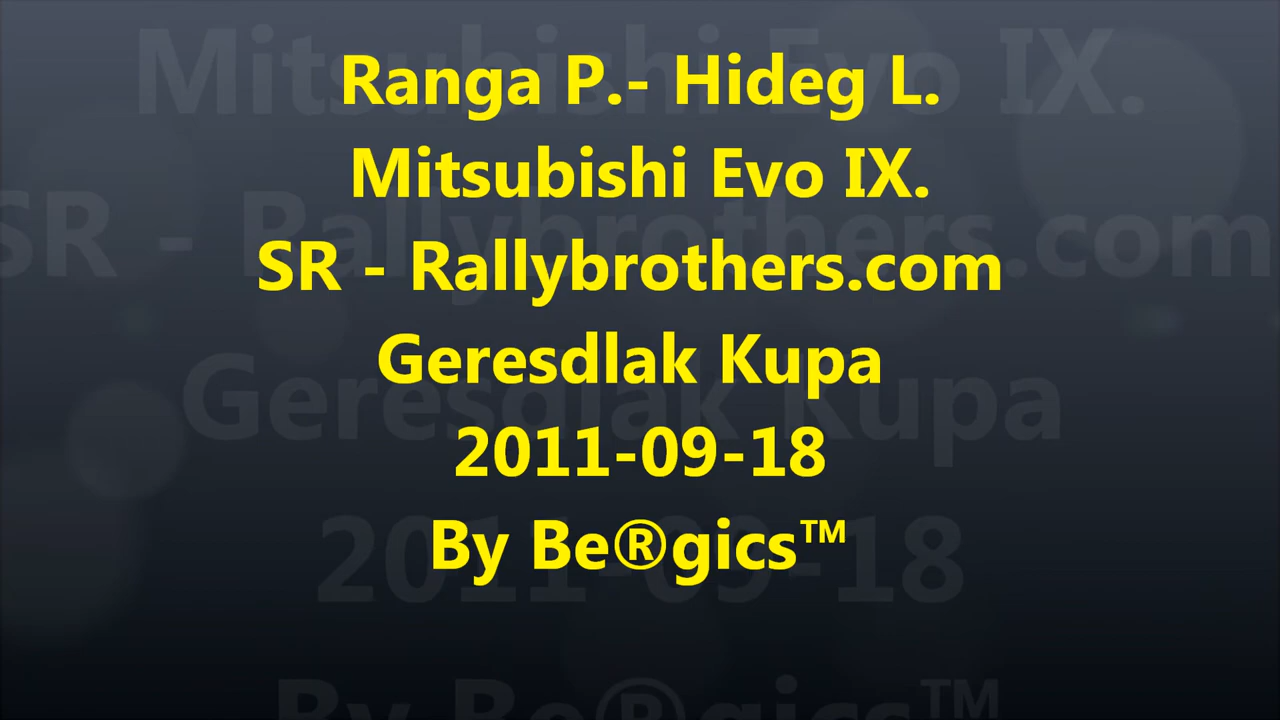 Ranga P.- Hideg L.
Mitsubishi Evo IX.
SR - Rallybrothers.com
Geresdlak Kupa
2011-09-18
By Be®gics™